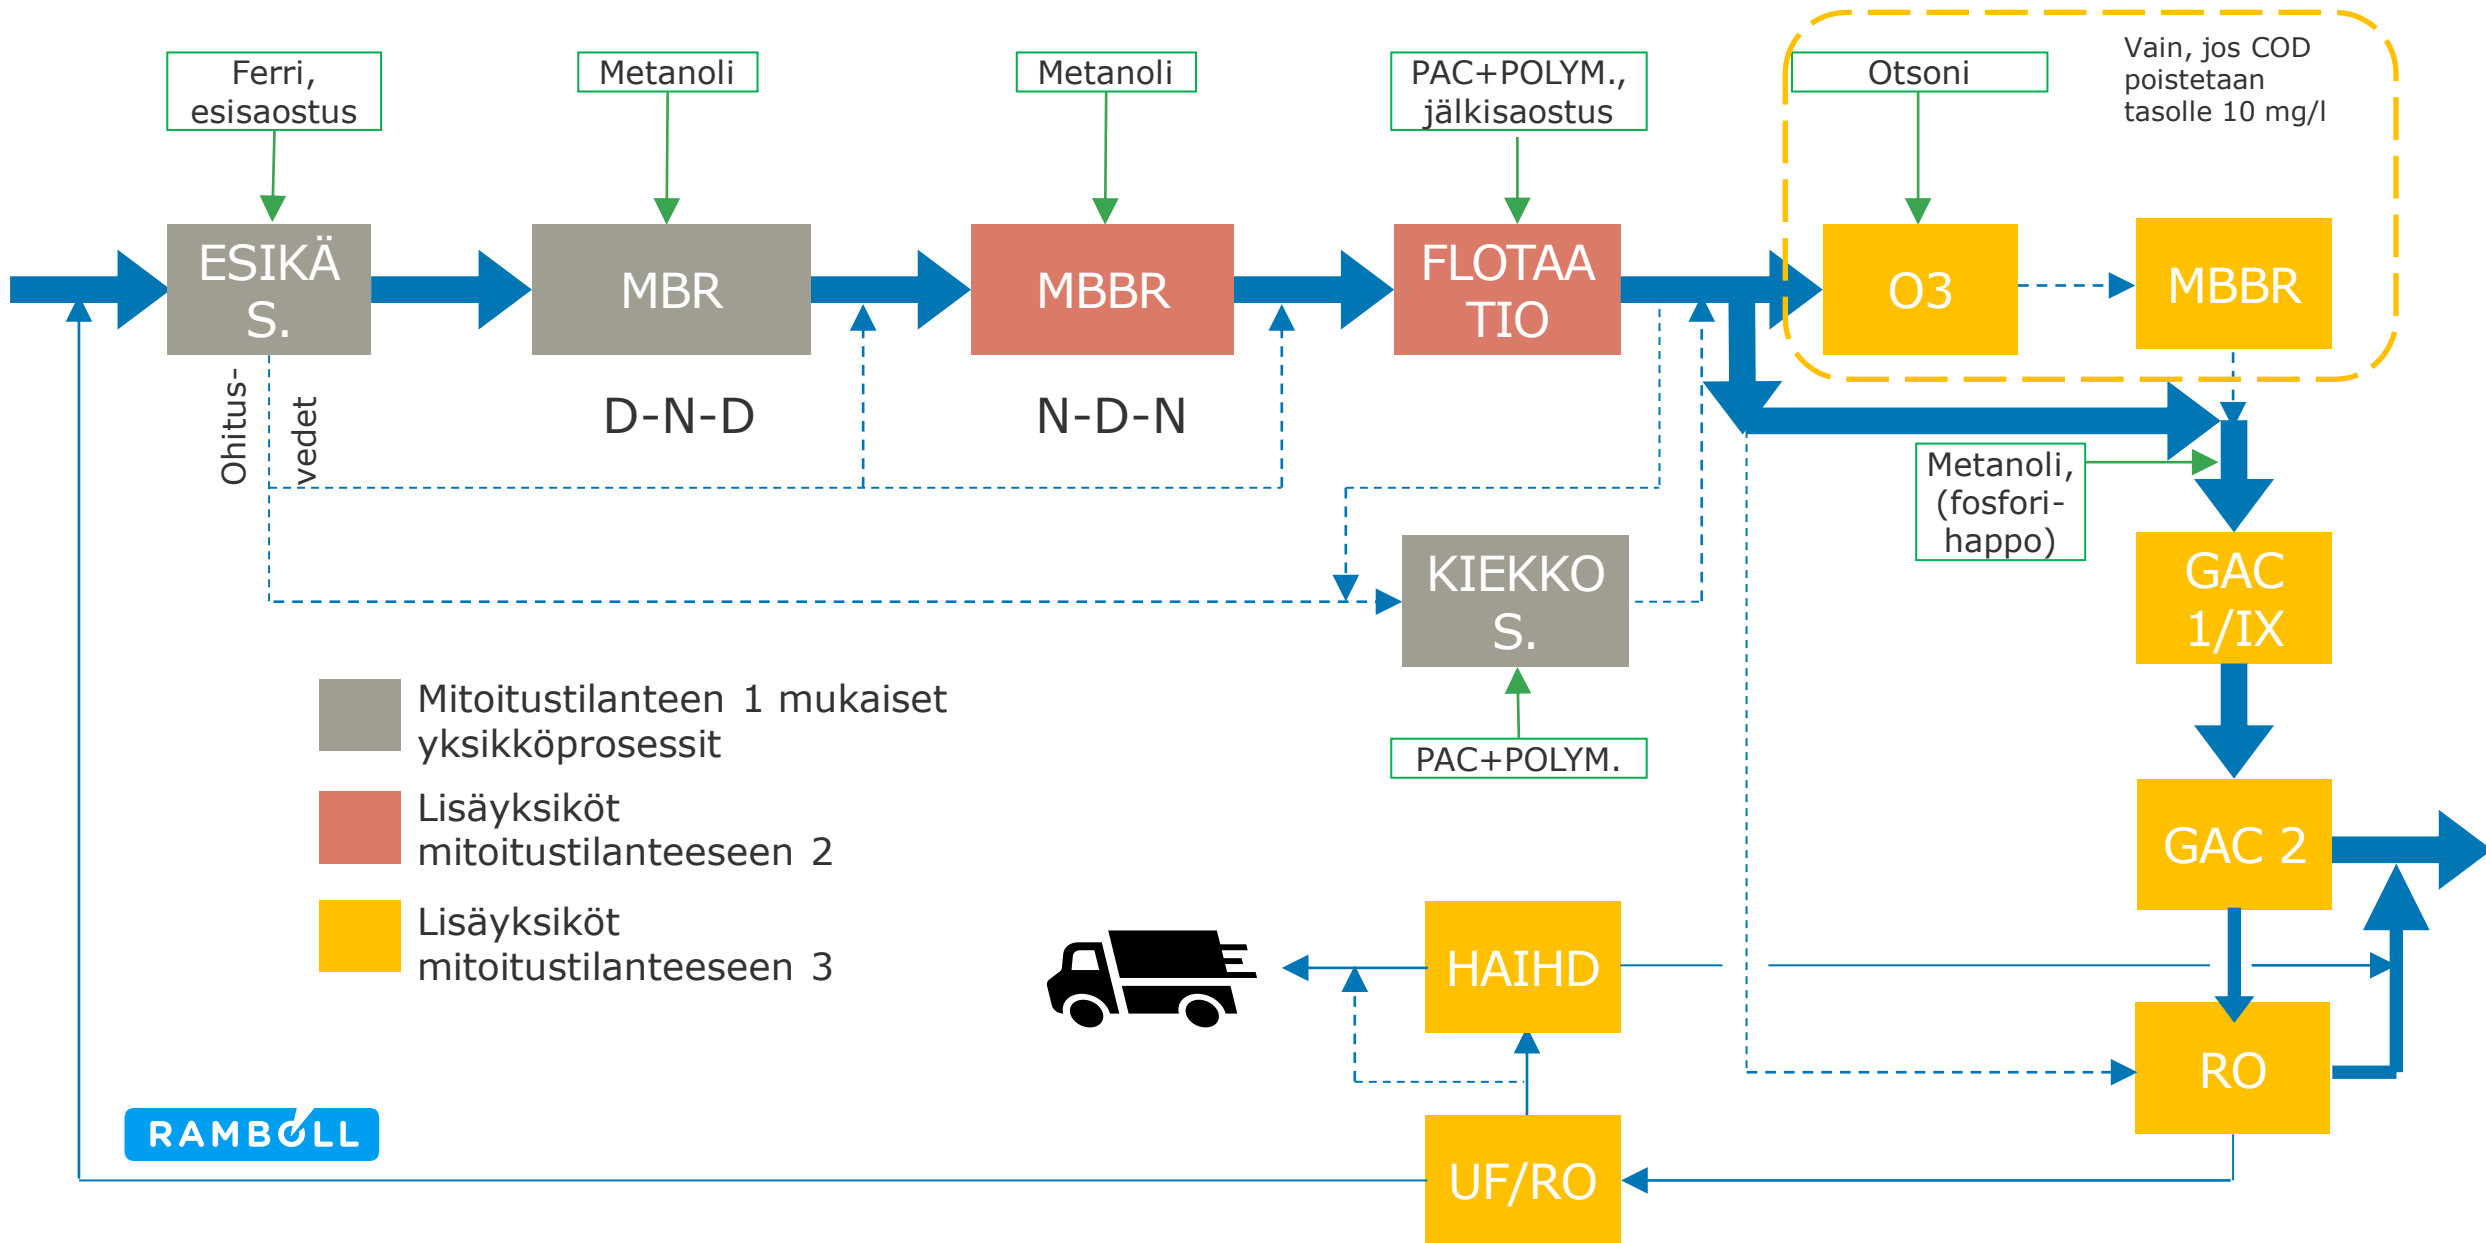 Ferri,
esisaostus
Metanoli
Metanoli
PAC+POLYM.,
jälkisaostus
Otsoni
Vain, jos COD
poistetaan
tasolle 10 mg/l
ESIKÄ
S.
MBR
MBBR
FLOTAA
TIO
O3
MBBR
Ohitus-
vedet
D-N-D
N-D-N
Metanoli,
(fosfori-
happo)
KIEKKO
S.
GAC
1/IX
PAC+POLYM.
Mitoitustilanteen 1 mukaiset
yksikköprosessit
Lisäyksiköt
mitoitustilanteeseen 2
Lisäyksiköt
mitoitustilanteeseen 3
GAC 2
HAIHD
RO
RAMBOLL
UF/RO